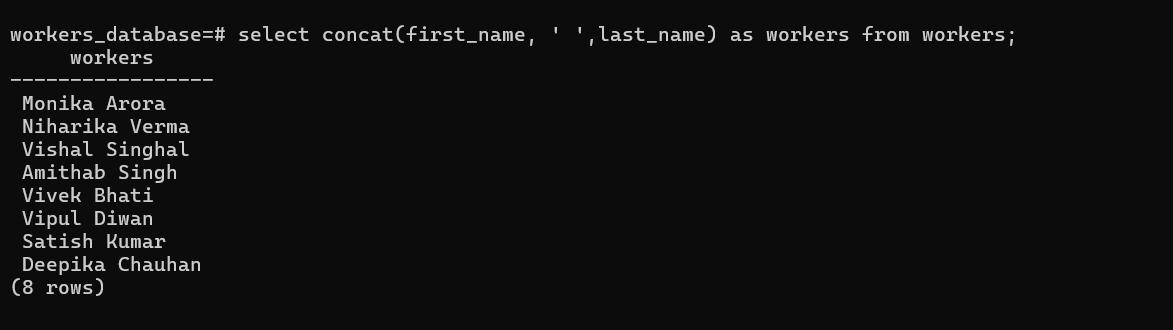 workers_database=# select concat(first_name, ' ',last_name) as workers from workers;
     workers
-----------------
 Monika Arora
 Niharika Verma
 Vishal Singhal
 Amithab Singh
 Vivek Bhati
 Vipul Diwan
 Satish Kumar
 Deepika Chauhan
(8 rows)